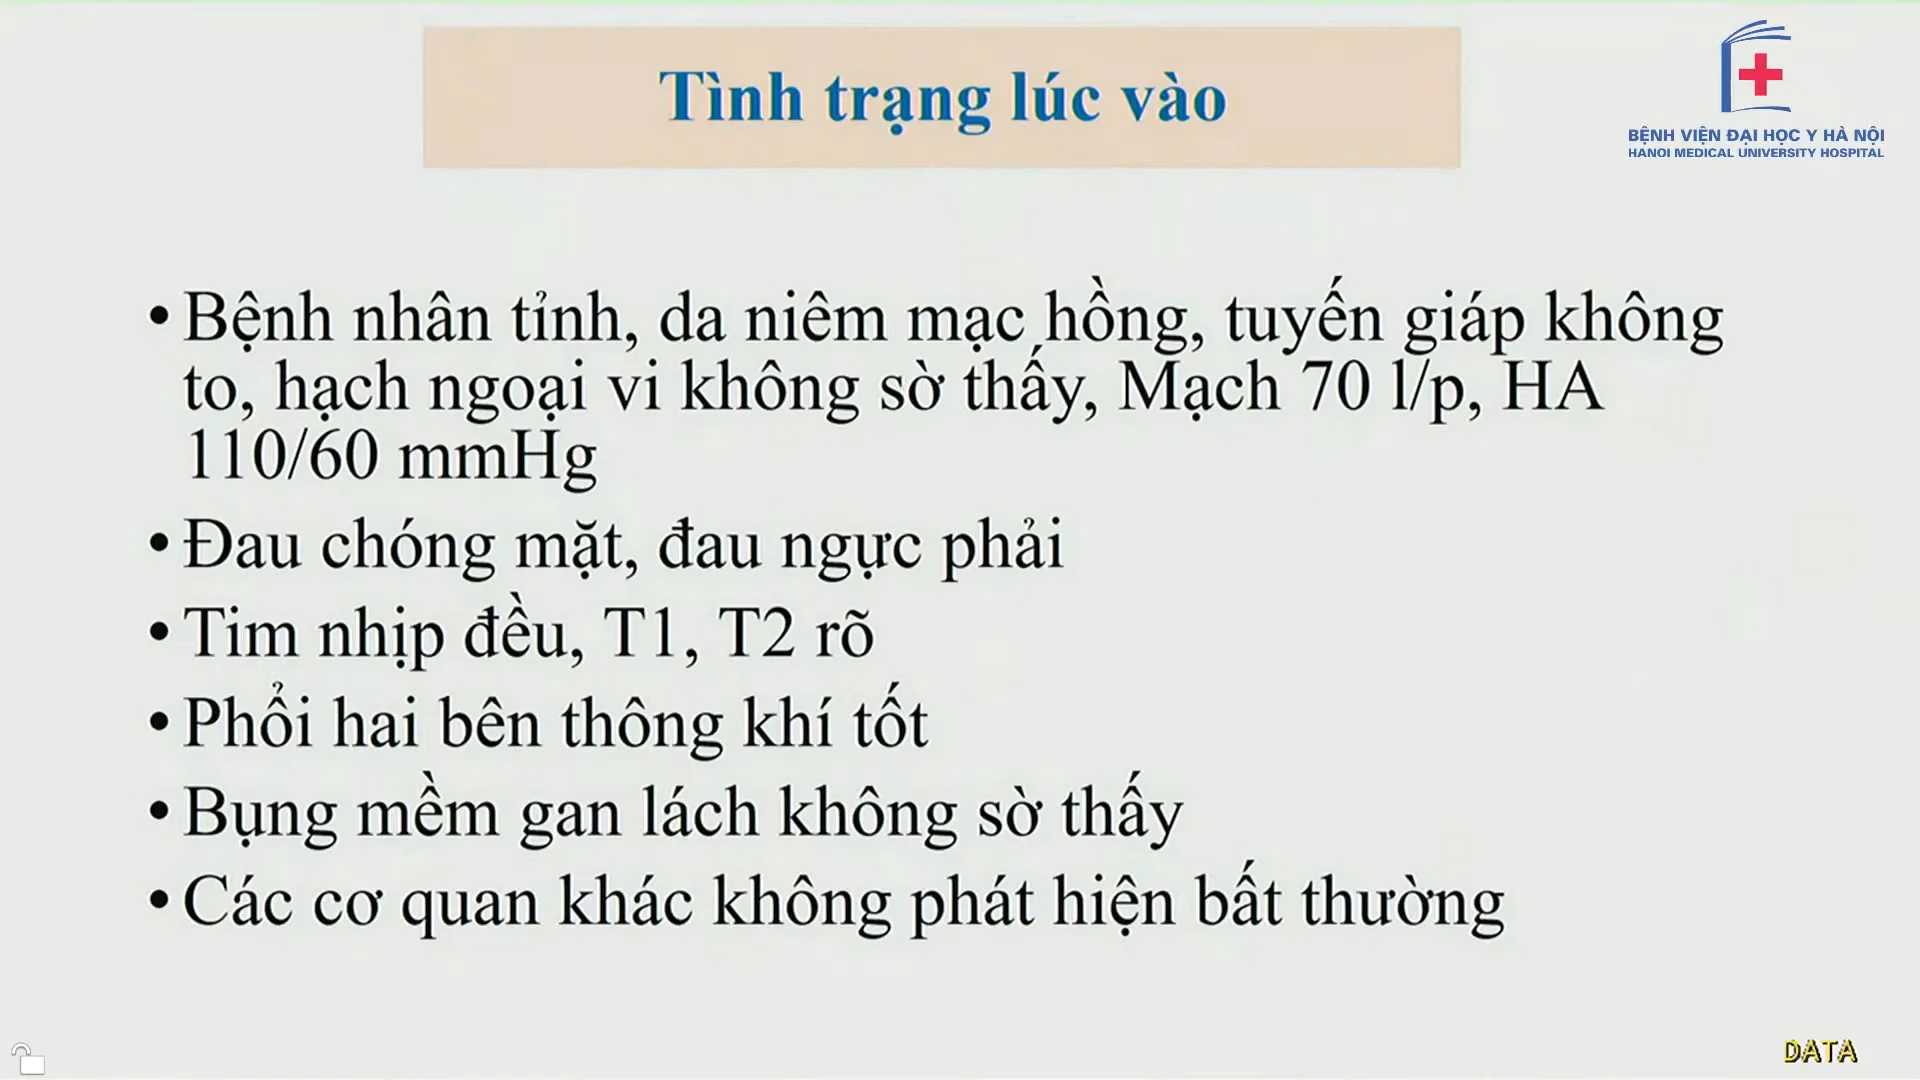 Tình trạng lúc vào
BỆNH VIỆN ĐẠI HỌC Y HÀ NỘI
HANOI MEDICAL UNIVERSITY HOSPITAL
• Bệnh nhân tỉnh, da niêm mạc hồng, tuyến giáp không
to, hạch ngoại vi không sờ thấy, Mạch 70 l/p, HA
110/60 mmHg
• Đau chóng mặt, đau ngực phải
• Tim nhịp đều, T1, T2 rõ
• Phổi hai bên thông khí tốt
• Bụng mềm gan lách không sờ thấy
• Các cơ quan khác không phát hiện bất thường
DATA